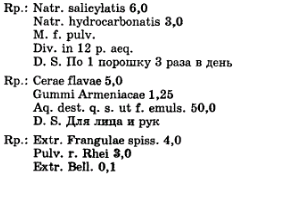 Rp.: Natr. salicylatis 6,0
Natr. hydrocarbonatis 3,0
M. f. pulv.
Div. in 12 p. aeq.
D. S. По 1 порошку 3 раза в день
Rp.: Cerae flavae 5,0
Gummi Armeniacae 1,25
Aq. dest. q. s. ut f. emuls. 50,0
D. S. Для лица и рук
Rp.: Extr. Frangulae spiss. 4,0
Pulv. r. Rhei 3,0
Extr. Bell. 0,1